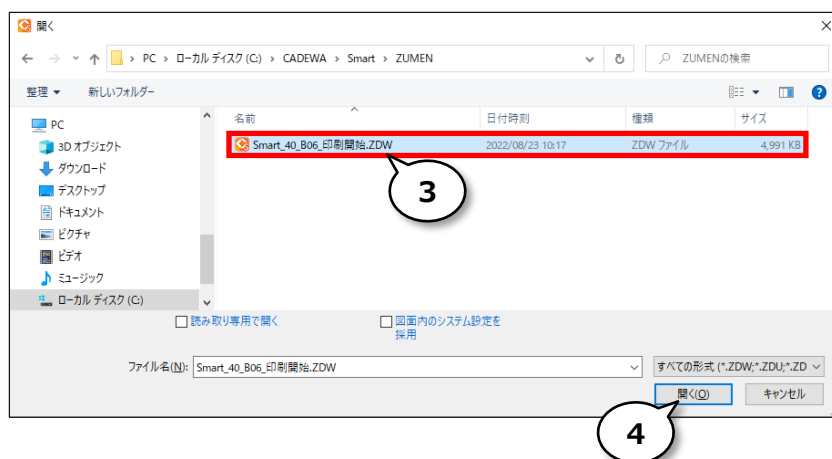 開く
PC › ローカル ディスク (C:) › CADEWA › Smart › ZUMEN
ZUMENの検索
整理 新しいフォルダー
名前 日付時刻 種類 サイズ
PC
3D オブジェクト
ダウンロード
デスクトップ
ドキュメント
ピクチャ
ビデオ
ミュージック
ローカル ディスク (C:)
Smart_40_B06_印刷開始.ZDW 2022/08/23 10:17 ZDW ファイル 4,991 KB
3
読み取り専用で開く
図面内のシステム設定を
採用
ファイル名(N): Smart_40_B06_印刷開始.ZDW
すべての形式 (*.ZDW;*.ZDU;*.ZD
開く(O) キャンセル
4